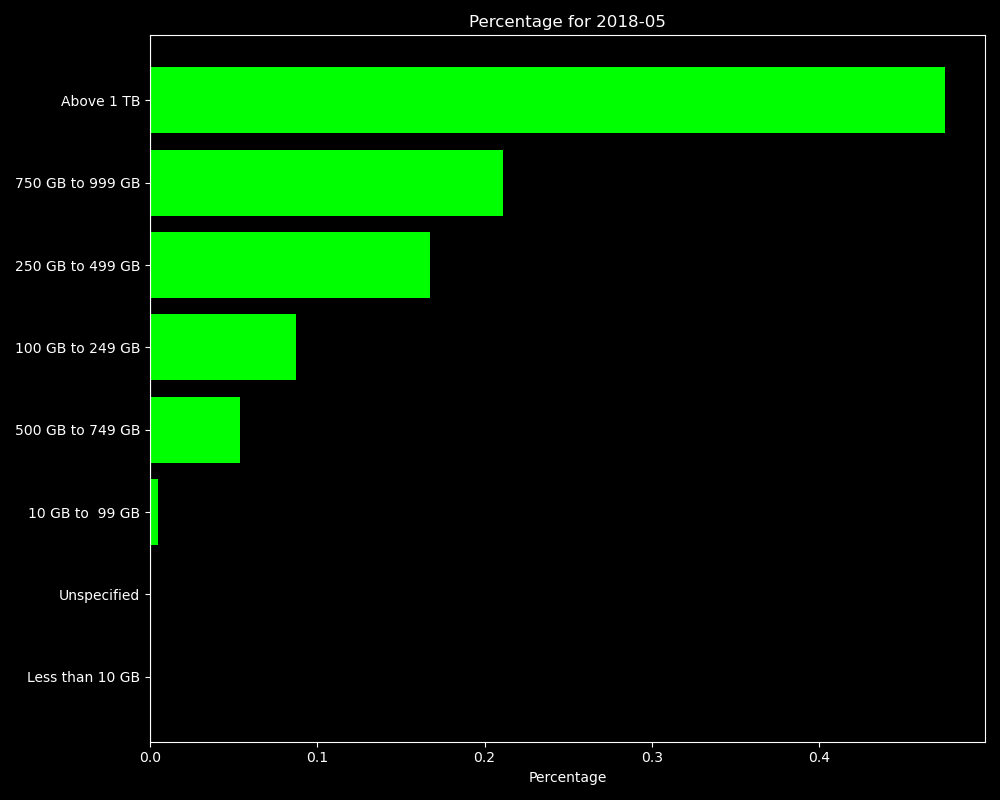 Percentage for 2018-05
Above 1 TB
750 GB to 999 GB
250 GB to 499 GB
100 GB to 249 GB
500 GB to 749 GB
10 GB to  99 GB
Unspecified
Less than 10 GB
0.0 0.1 0.2 0.3 0.4
Percentage